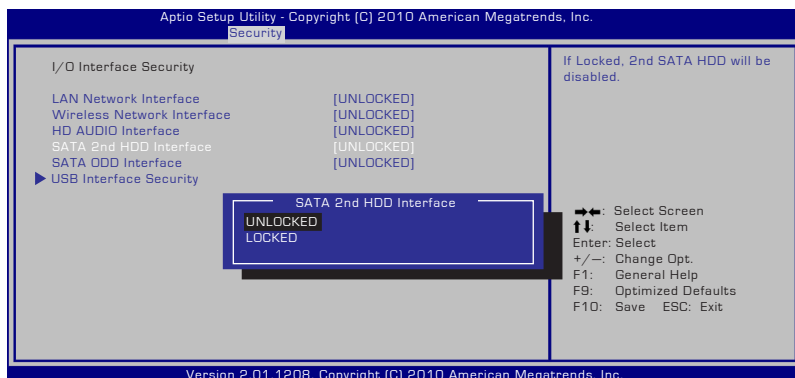 Aptio Setup Utility - Copyright (C) 2010 American Megatrends, Inc.
Security
I/O Interface Security
LAN Network Interface [UNLOCKED]
Wireless Network Interface [UNLOCKED]
HD AUDIO Interface [UNLOCKED]
SATA 2nd HDD Interface [UNLOCKED]
SATA ODD Interface [UNLOCKED]
USB Interface Security
SATA 2nd HDD Interface
UNLOCKED
LOCKED
If Locked, 2nd SATA HDD will be
disabled.
→←: Select Screen
↑↓: Select Item
Enter: Select
+/—: Change Opt.
F1: General Help
F9: Optimized Defaults
F10: Save ESC: Exit
Version 2.01.1208. Copyright (C) 2010 American Megatrends, Inc.